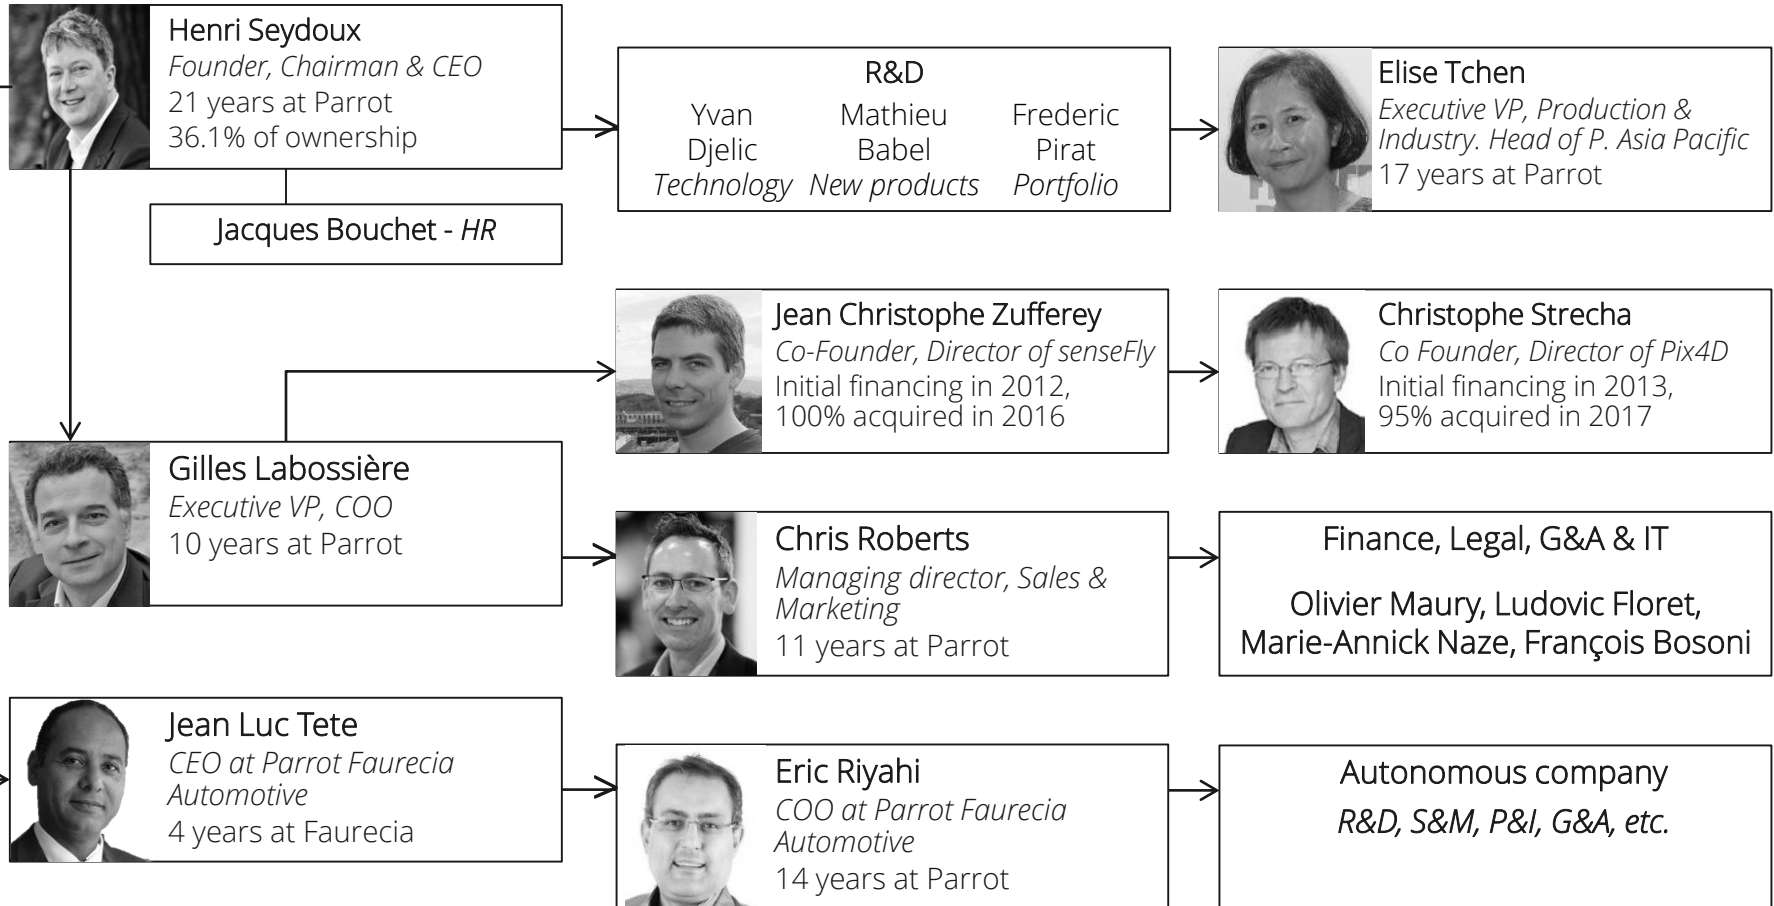 Henri Seydoux
Founder, Chairman & CEO
21 years at Parrot
36.1% of ownership
Jacques Bouchet - HR
R&D
Yvan Djelic Technology
Mathieu Babel New products
Frederic Pirat Portfolio
Elise Tchen
Executive VP, Production &
Industry. Head of P. Asia Pacific
17 years at Parrot
Jean Christophe Zufferey
Co-Founder, Director of senseFly
Initial financing in 2012,
100% acquired in 2016
Christophe Strecha
Co Founder, Director of Pix4D
Initial financing in 2013,
95% acquired in 2017
Gilles Labossière
Executive VP, COO
10 years at Parrot
Chris Roberts
Managing director, Sales &
Marketing
11 years at Parrot
Finance, Legal, G&A & IT
Olivier Maury, Ludovic Floret,
Marie-Annick Naze, François Bosoni
Jean Luc Tete
CEO at Parrot Faurecia
Automotive
4 years at Faurecia
Eric Riyahi
COO at Parrot Faurecia
Automotive
14 years at Parrot
Autonomous company
R&D, S&M, P&I, G&A, etc.